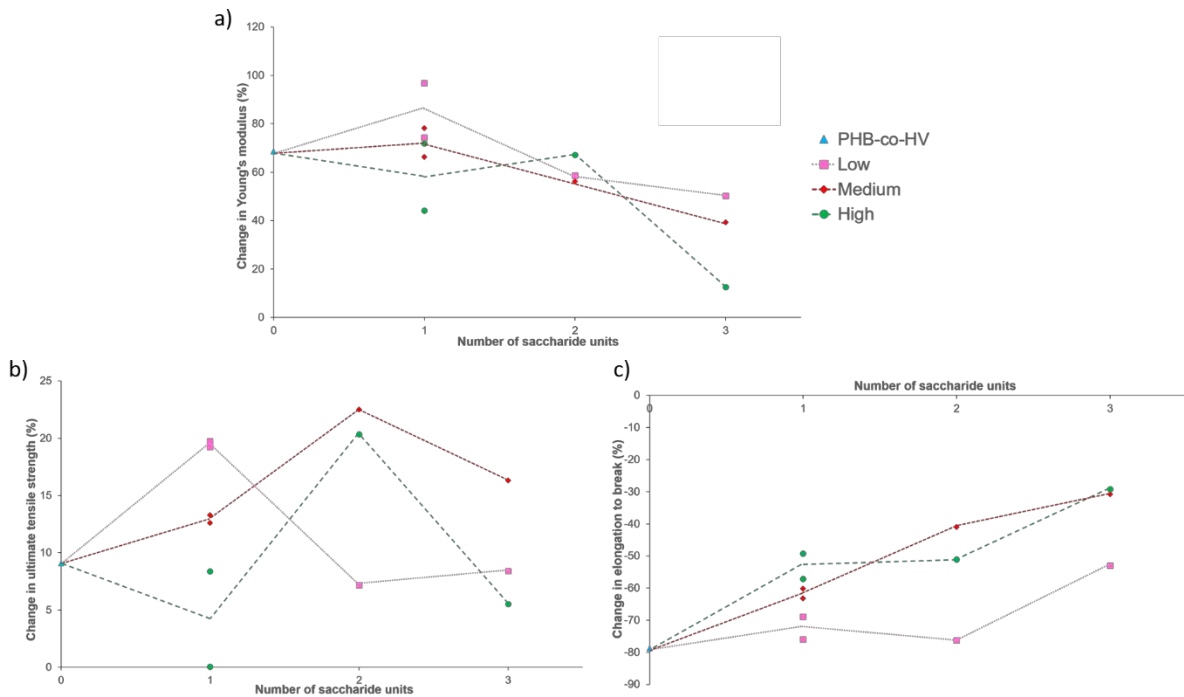 a)
Change in Young's modulus (%)
120
100
80
60
40
20
0
0
1
2
3
Number of saccharide units
PHB-co-HV
Low
Medium
High
b)
Change in ultimate tensile strength (%)
25
20
15
10
5
0
0
1
2
3
Number of saccharide units
c)
Number of saccharide units
0
1
2
3
Change in elongation to break (%)
0
-10
-20
-30
-40
-50
-60
-70
-80
-90